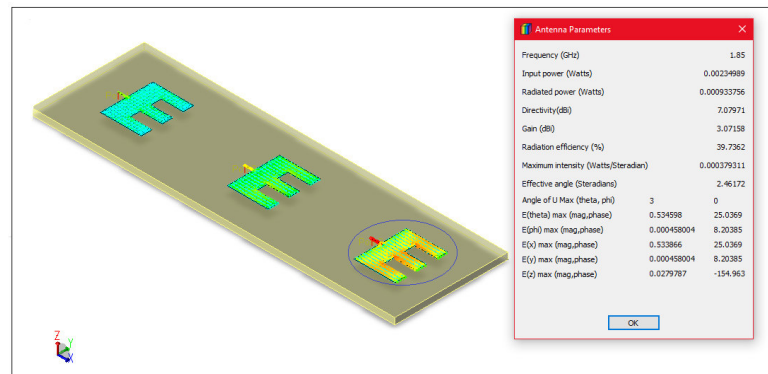 Antenna Parameters
Frequency (GHz) 1.85
Input power (Watts) 0.00234989
Radiated power (Watts) 0.000933756
Directivity(dBi) 7.07971
Gain (dBi) 3.07158
Radiation efficiency (%) 39.7362
Maximum intensity (Watts/Steradian) 0.000379311
Effective angle (Steradians) 2.46172
Angle of U Max (theta, phi) 3 0
E(theta) max (mag,phase) 0.534598 25.0369
E(phi) max (mag,phase) 0.000458004 8.20385
E(x) max (mag,phase) 0.533866 25.0369
E(y) max (mag,phase) 0.000458004 8.20385
E(z) max (mag,phase) 0.0279787 -154.963
OK
Z
Y
X